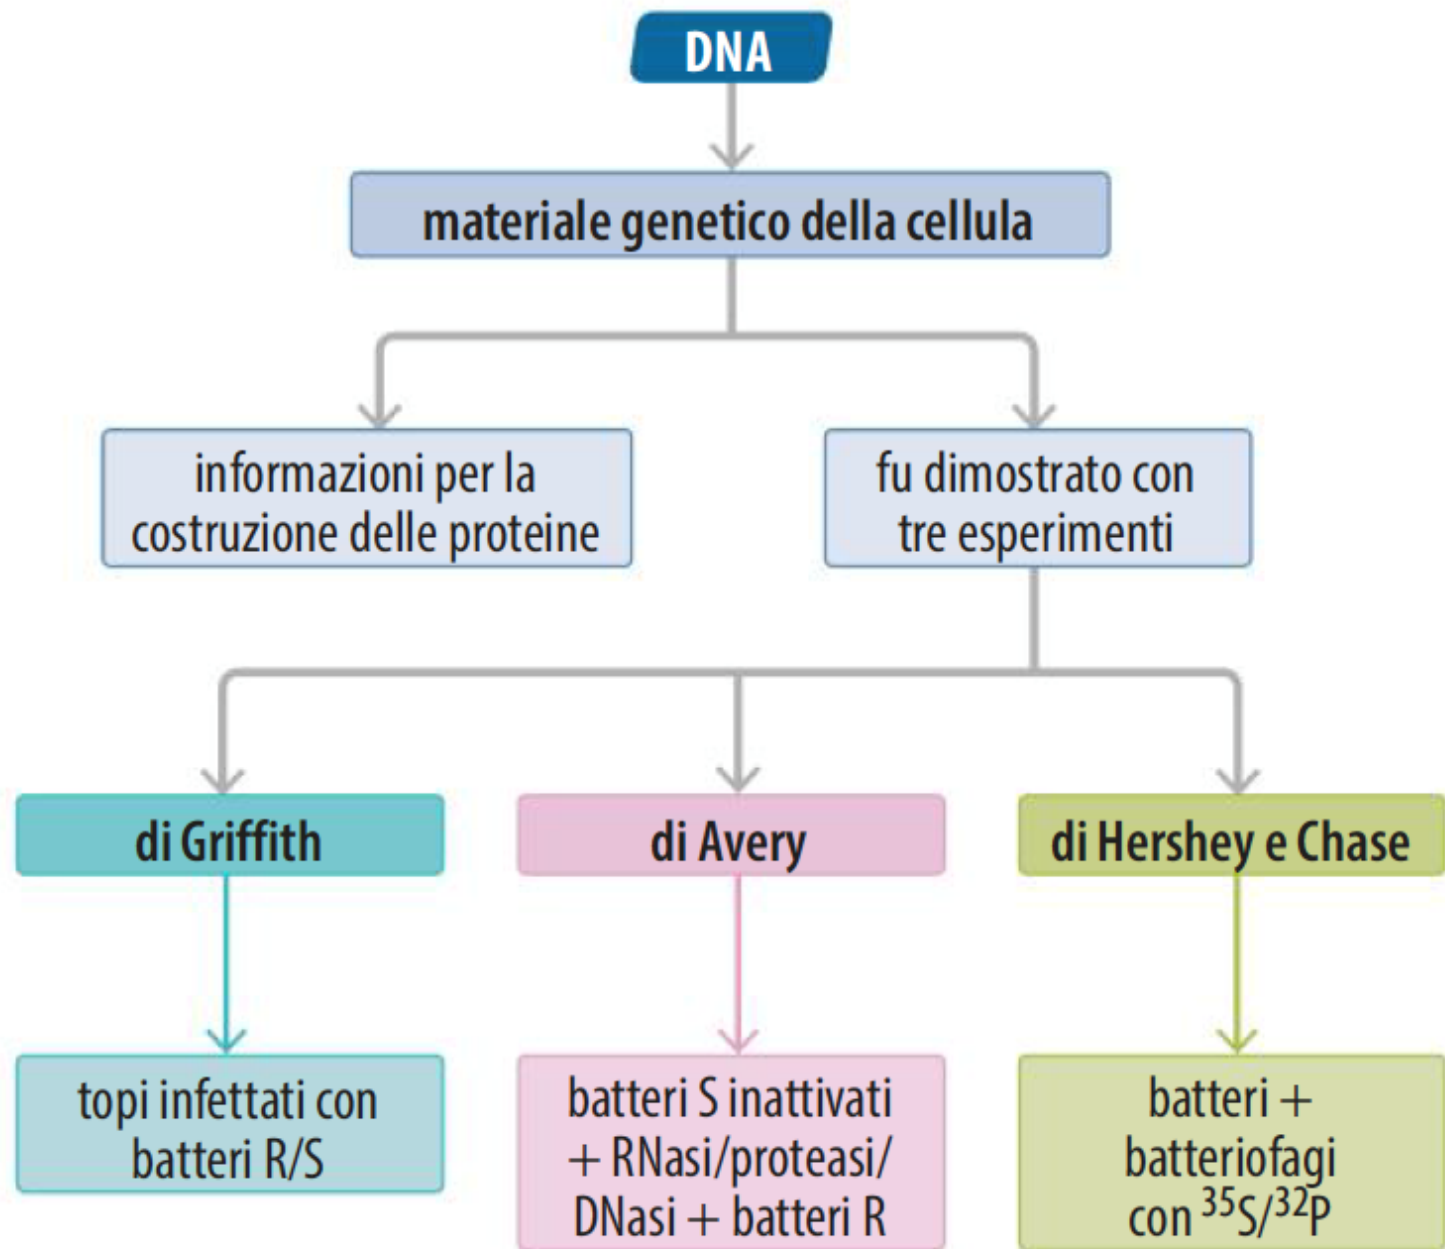 DNA
materiale genetico della cellula
informazioni per la
costruzione delle proteine
fu dimostrato con
tre esperimenti
di Griffith
di Avery
di Hershey e Chase
topi infettati con
batteri R/S
batteri S inattivati
+ RNasi/proteasi/
DNasi + batteri R
batteri +
batteriofagi
con ³⁵S/³²P